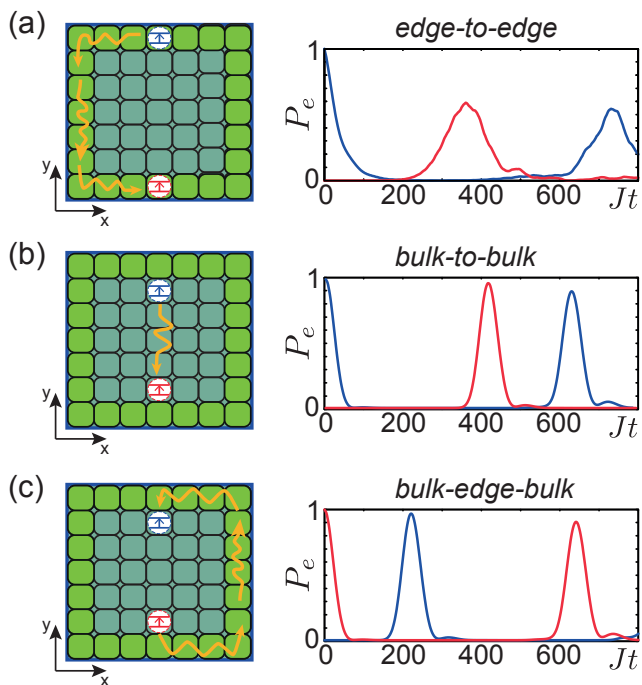 (a)
edge-to-edge
y
x
1
P_e
0
0 200 400 600 Jt
(b)
bulk-to-bulk
y
x
1
P_e
0
0 200 400 600 Jt
(c)
bulk-edge-bulk
y
x
1
P_e
0
0 200 400 600 Jt